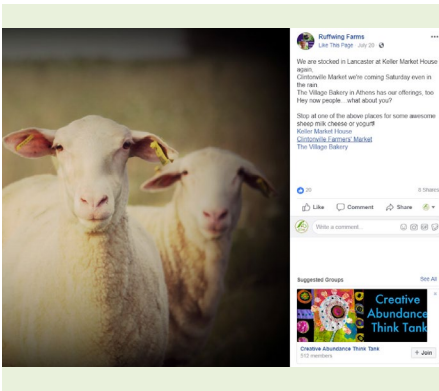 Ruffwing Farms
Like This Page · July 20 ·
We are stocked in Lancaster at Keller Market House
again,
Clintonville Market we're coming Saturday even in
the rain.
The Village Bakery in Athens has our offerings, too
Hey now people... what about you?
Stop at one of the above places for some awesome
sheep milk cheese or yogurt!
Keller Market House
Clintonville Farmers' Market
The Village Bakery
20
8 Shares
Like
Comment
Share
Write a comment...
Suggested Groups
See All
Creative
Abundance
Think Tank
Creative Abundance Think Tank
512 members
+ Join